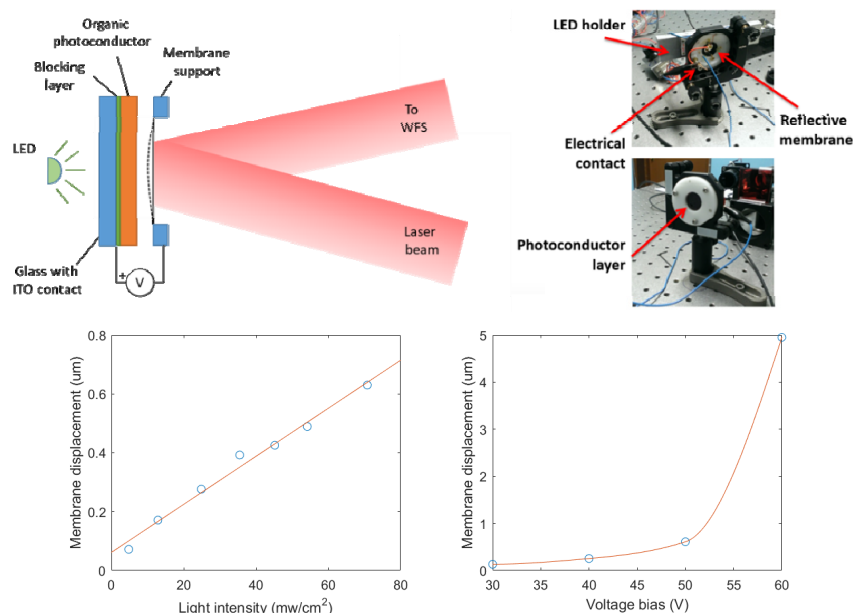 Organic
photoconductor
Blocking
layer
Membrane
support
LED
To
WFS
Laser
beam
Glass with
ITO contact
+
V
LED holder
Reflective
membrane
Electrical
contact
Photoconductor
layer
Membrane displacement (um)
0.8
0.6
0.4
0.2
0
0
20
40
60
80
Light intensity (mw/cm²)
Membrane displacement (um)
5
4
3
2
1
0
30
35
40
45
50
55
60
Voltage bias (V)